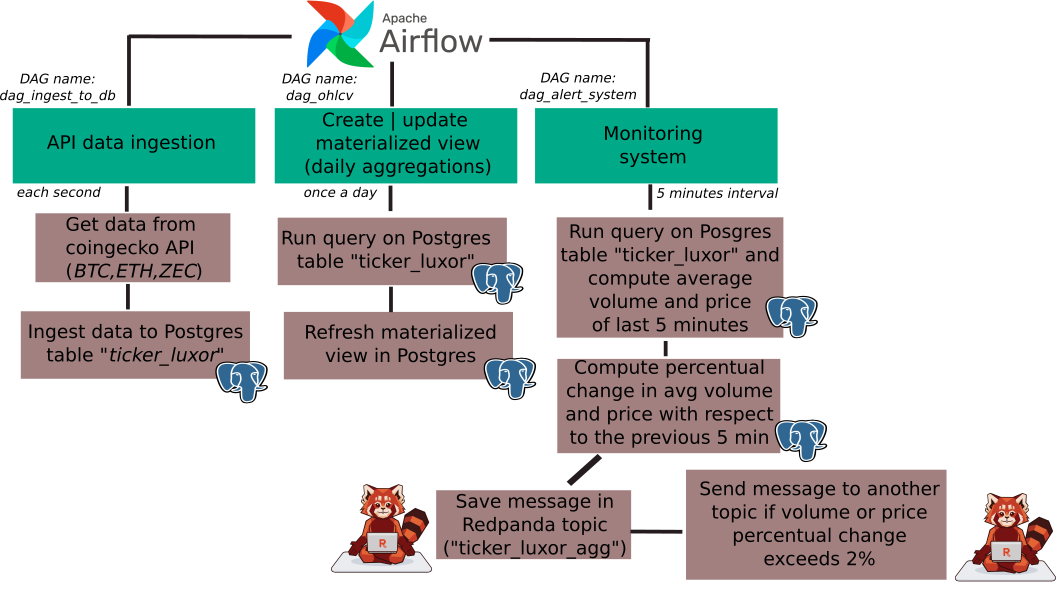 Apache
Airflow
DAG name:
dag_ingest_to_db
API data ingestion
each second
Get data from
coingecko API
(BTC,ETH,ZEC)
Ingest data to Postgres
table "ticker_luxor"
DAG name:
dag_ohlcv
Create | update
materialized view
(daily aggregations)
once a day
Run query on Postgres
table "ticker_luxor"
Refresh materialized
view in Postgres
DAG name:
dag_alert_system
Monitoring
system
5 minutes interval
Run query on Posgres
table "ticker_luxor" and
compute average
volume and price
of last 5 minutes
Compute percentual
change in avg volume
and price with respect
to the previous 5 min
Save message in
Redpanda topic
("ticker_luxor_agg")
R
Send message to another
topic if volume or price
percentual change
exceeds 2%
R